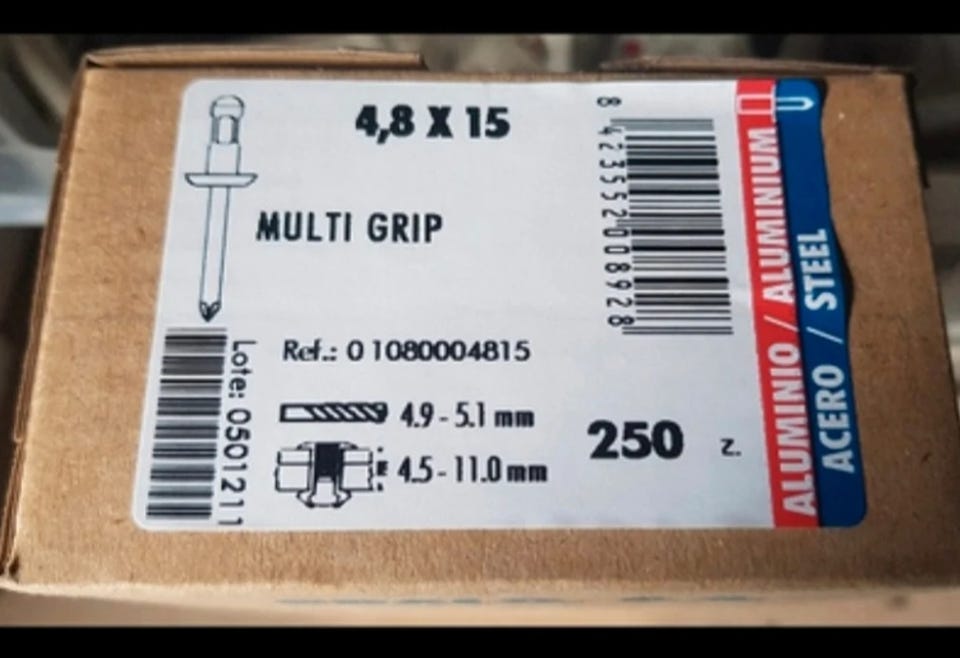 4,8 X 15
MULTI GRIP
8 423552 008928
Ref.: 0 1080004815
Lote: 0501211
4.9 - 5.1 mm
E 4.5 - 11.0 mm
250 z.
ALUMINIO / ALUMINIUM
ACERO / STEEL